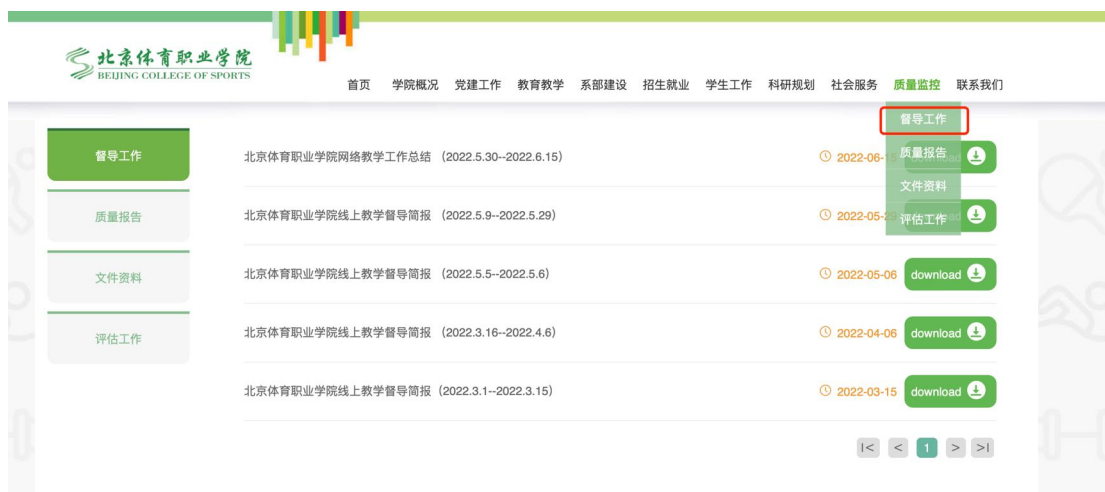 北京体育职业学院
BEIJING COLLEGE OF SPORTS
首页 学院概况 党建工作 教育教学 系部建设 招生就业 学生工作 科研规划 社会服务 质量监控 联系我们
督导工作
质量报告
文件资料
评估工作
督导工作
质量报告
文件资料
评估工作
北京体育职业学院网络教学工作总结 (2022.5.30--2022.6.15) 2022-06-15 download
北京体育职业学院线上教学督导简报 (2022.5.9--2022.5.29) 2022-05-29
北京体育职业学院线上教学督导简报 (2022.5.5--2022.5.6) 2022-05-06 download
北京体育职业学院线上教学督导简报 (2022.3.16--2022.4.6) 2022-04-06 download
北京体育职业学院线上教学督导简报 (2022.3.1--2022.3.15) 2022-03-15 download
|< < 1 > >|